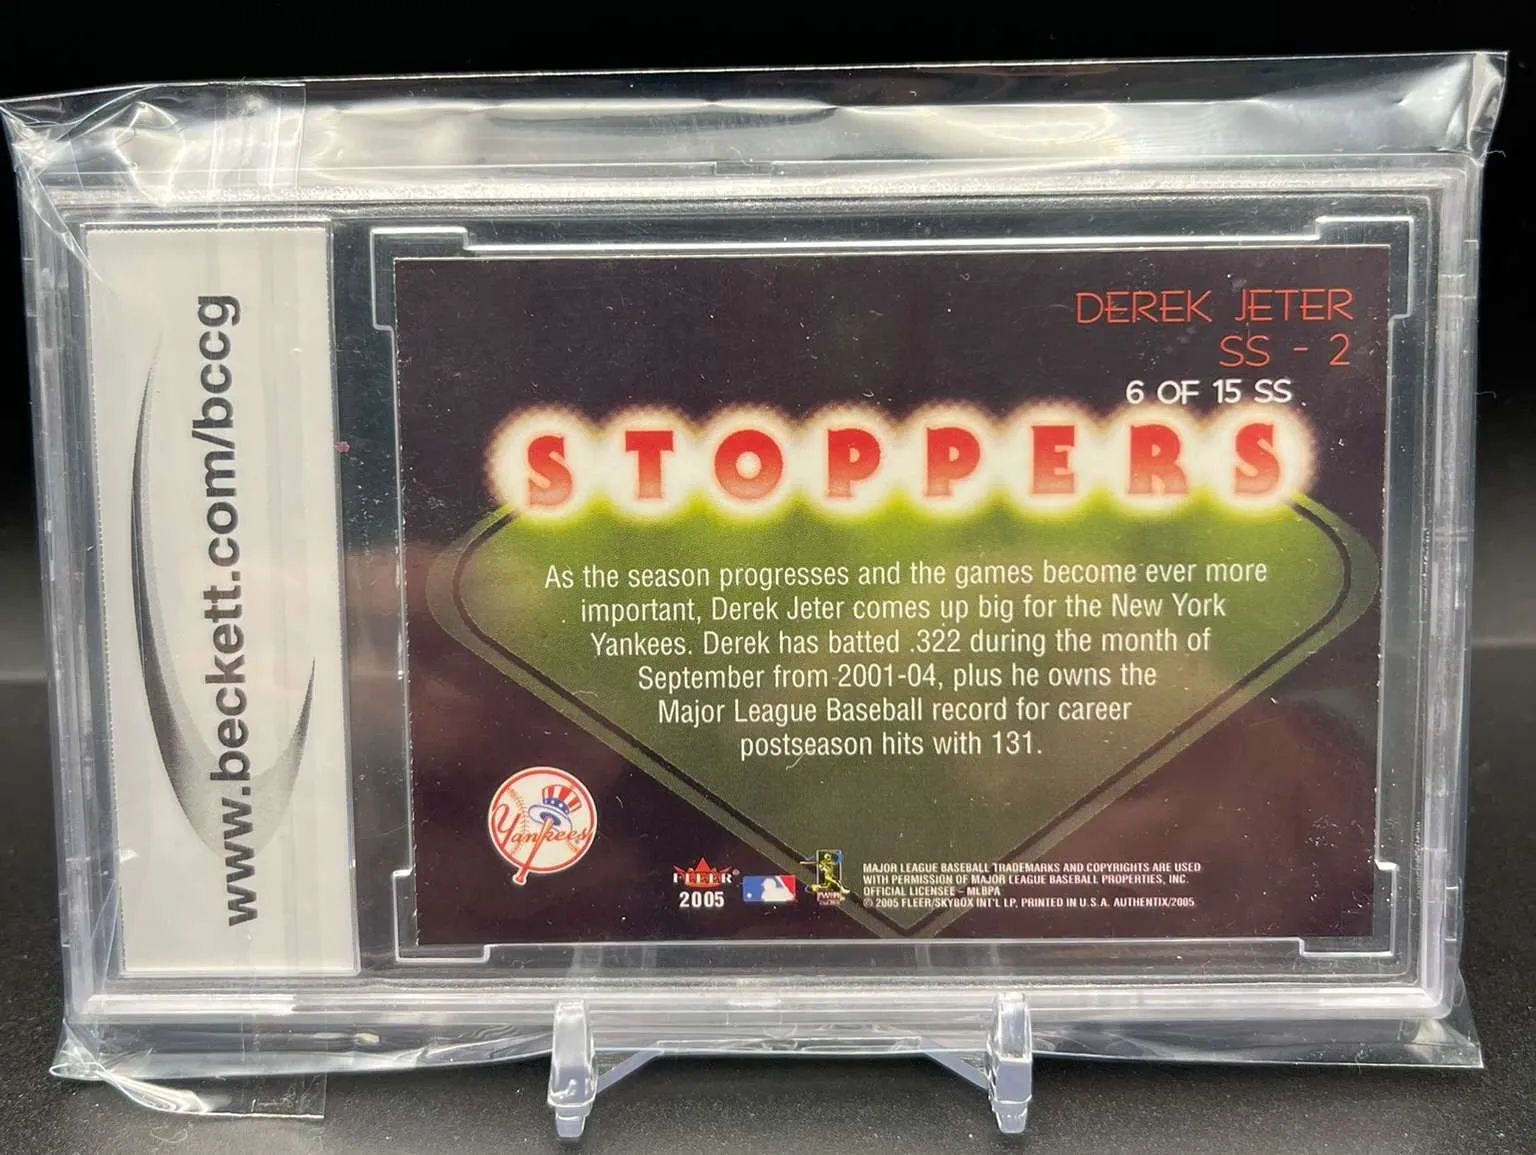 www.beckett.com/bccg
DEREK JETER
SS - 2
6 OF 15 SS
STOPPERS
As the season progresses and the games become ever more
important, Derek Jeter comes up big for the New York
Yankees. Derek has batted .322 during the month of
September from 2001-04, plus he owns the
Major League Baseball record for career
postseason hits with 131.
Yankees
FLEER
2005
MAJOR LEAGUE BASEBALL TRADEMARKS AND COPYRIGHTS ARE USED
WITH PERMISSION OF MAJOR LEAGUE BASEBALL PROPERTIES, INC.
OFFICIAL LICENSEE – MLBPA
© 2005 FLEER/SKYBOX INT'L LP, PRINTED IN U.S.A. AUTHENTIX/2005